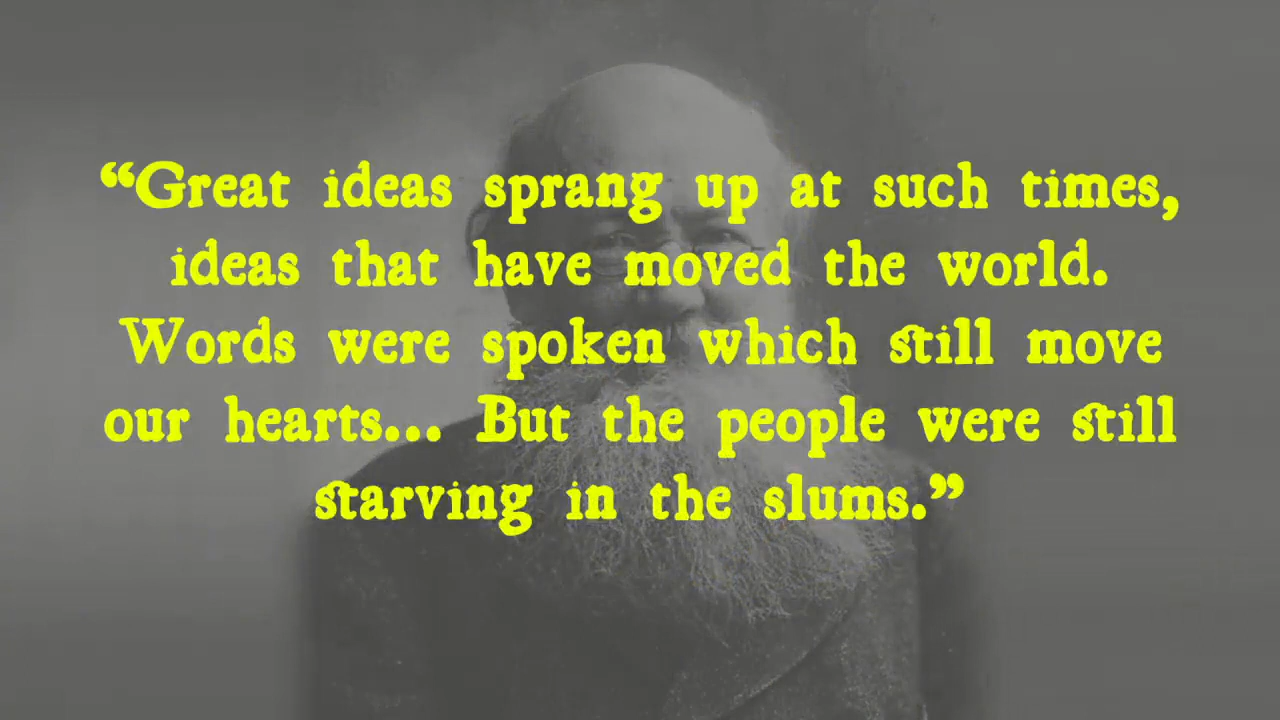 “Great ideas sprang up at such times,
ideas that have moved the world.
Words were spoken which still move
our hearts... But the people were still
starving in the slums.”